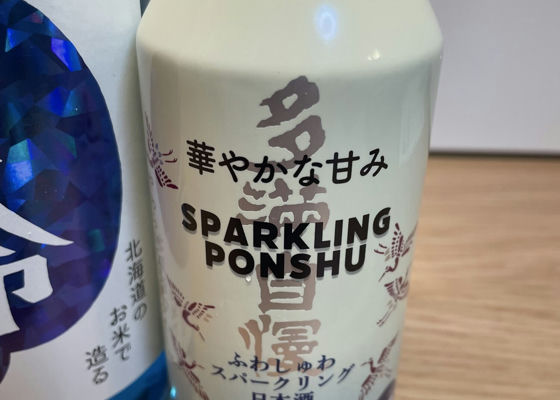 多満自慢
華やかな甘み
SPARKLING
PONSHU
ふわしゅわ
スパークリング
日本酒
冷
北海道の
お米で
造る